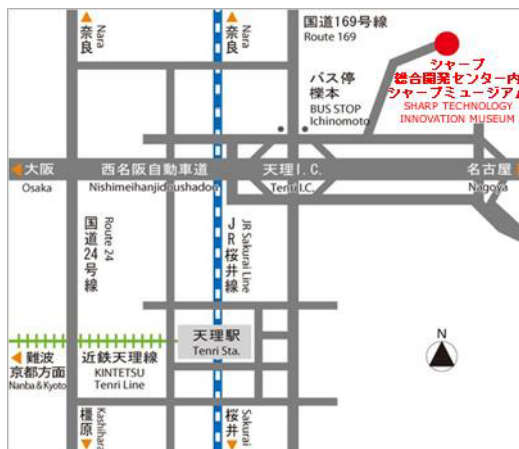 奈良
Nara
奈良
Nara
国道169号線
Route 169
シャープ
総合開発センター内
シャープミュージアム
SHARP TECHNOLOGY
INNOVATION MUSEUM
バス停
櫟本
BUS STOP
Ichinomoto
大阪
Osaka
西名阪自動車道
Nishimeihanjidoushadou
天理I.C.
Tenri I.C.
名古屋
Nagoya
国道24号線
Route 24
JR桜井線
JR Sakurai Line
天理駅
Tenri Sta.
難波
京都方面
Nanba & Kyoto
近鉄天理線
KINTETSU
Tenri Line
N
橿原
Kashihara
桜井
Sakurai